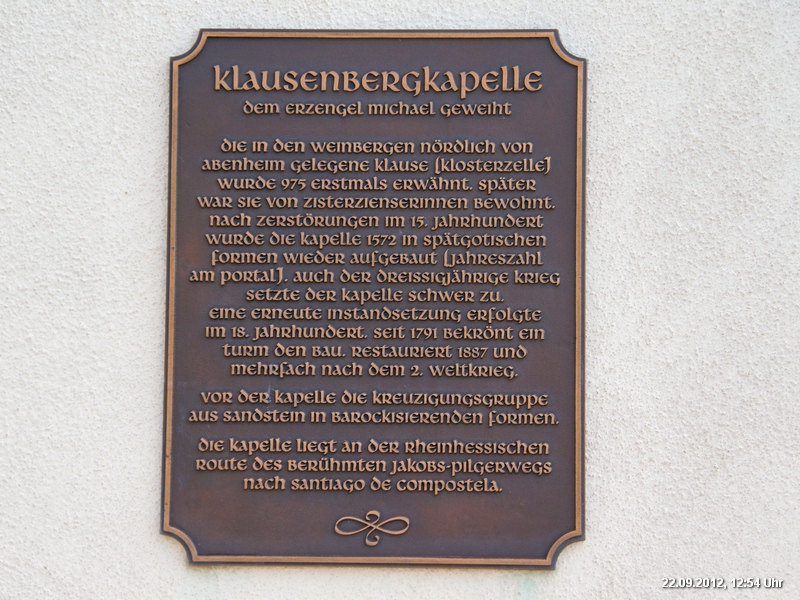 Klausenbergkapelle
dem Erzengel Michael geweiht
die in den Weinbergen nördlich von
Abenheim gelegene Klause (Klosterzelle)
wurde 975 erstmals erwähnt. Später
war sie von Zisterzienserinnen bewohnt.
Nach Zerstörungen im 15. Jahrhundert
wurde die Kapelle 1572 in spätgotischen
Formen wieder aufgebaut (Jahreszahl
am Portal). Auch der Dreissigjährige Krieg
setzte der Kapelle schwer zu.
Eine erneute Instandsetzung erfolgte
im 18. Jahrhundert. Seit 1791 bekrönt ein
Turm den Bau. Restauriert 1887 und
mehrfach nach dem 2. Weltkrieg.
Vor der Kapelle die Kreuzigungsgruppe
aus Sandstein in barockisierenden Formen.
Die Kapelle liegt an der rheinhessischen
Route des berühmten Jakobs-Pilgerwegs
nach Santiago de Compostela.
22.09.2012, 12:54 Uhr